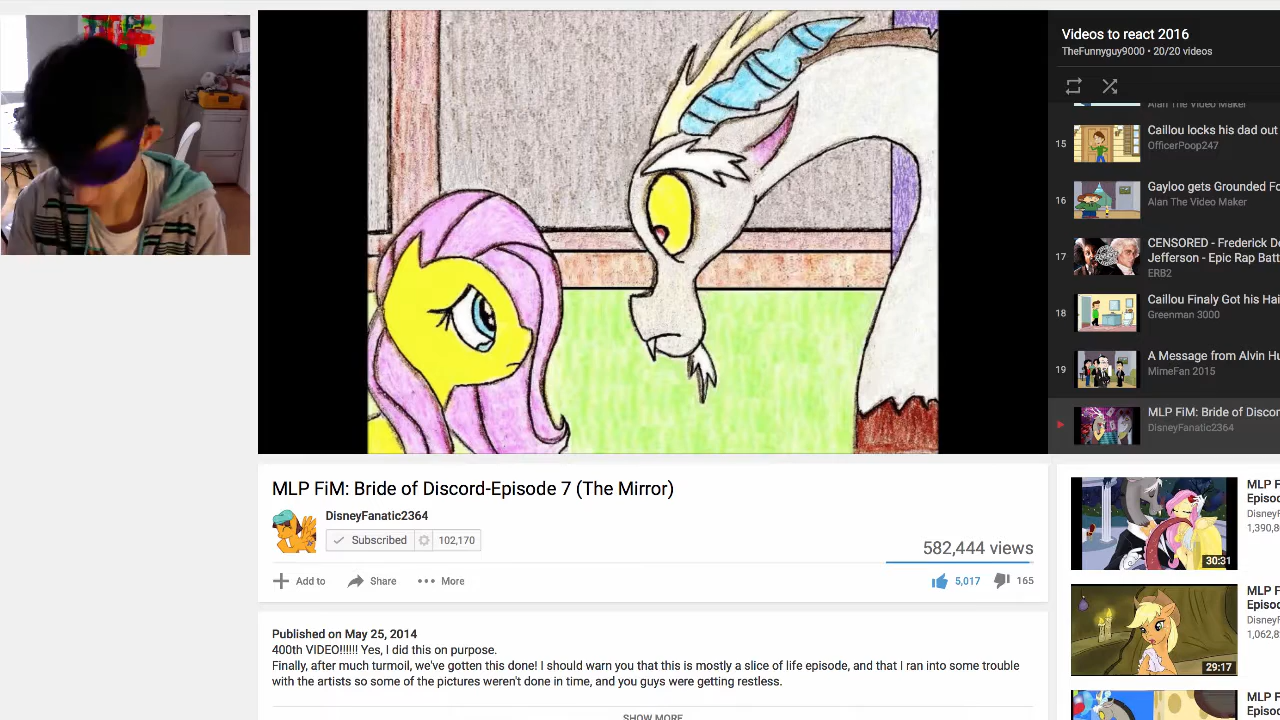 Videos to react 2016
TheFunnyguy9000 • 20/20 videos
Alan The Video Maker
15
Caillou locks his dad out
OfficerPoop247
16
Gayloo gets Grounded Fo
Alan The Video Maker
17
CENSORED - Frederick Do
Jefferson - Epic Rap Batt
ERB2
18
Caillou Finaly Got his Hai
Greenman 3000
19
A Message from Alvin Hu
MimeFan 2015
MLP FiM: Bride of Discor
DisneyFanatic2364
MLP FiM: Bride of Discord-Episode 7 (The Mirror)
DisneyFanatic2364
Subscribed 102,170
582,444 views
Add to Share More
5,017 165
Published on May 25, 2014
400th VIDEO!!!!!! Yes, I did this on purpose.
Finally, after much turmoil, we've gotten this done! I should warn you that this is mostly a slice of life episode, and that I ran into some trouble
with the artists so some of the pictures weren't done in time, and you guys were getting restless.
SHOW MORE
MLP F
Episo
DisneyF
1,390,8
30:31
MLP F
Episo
DisneyF
1,062,8
29:17
MLP F
Episo